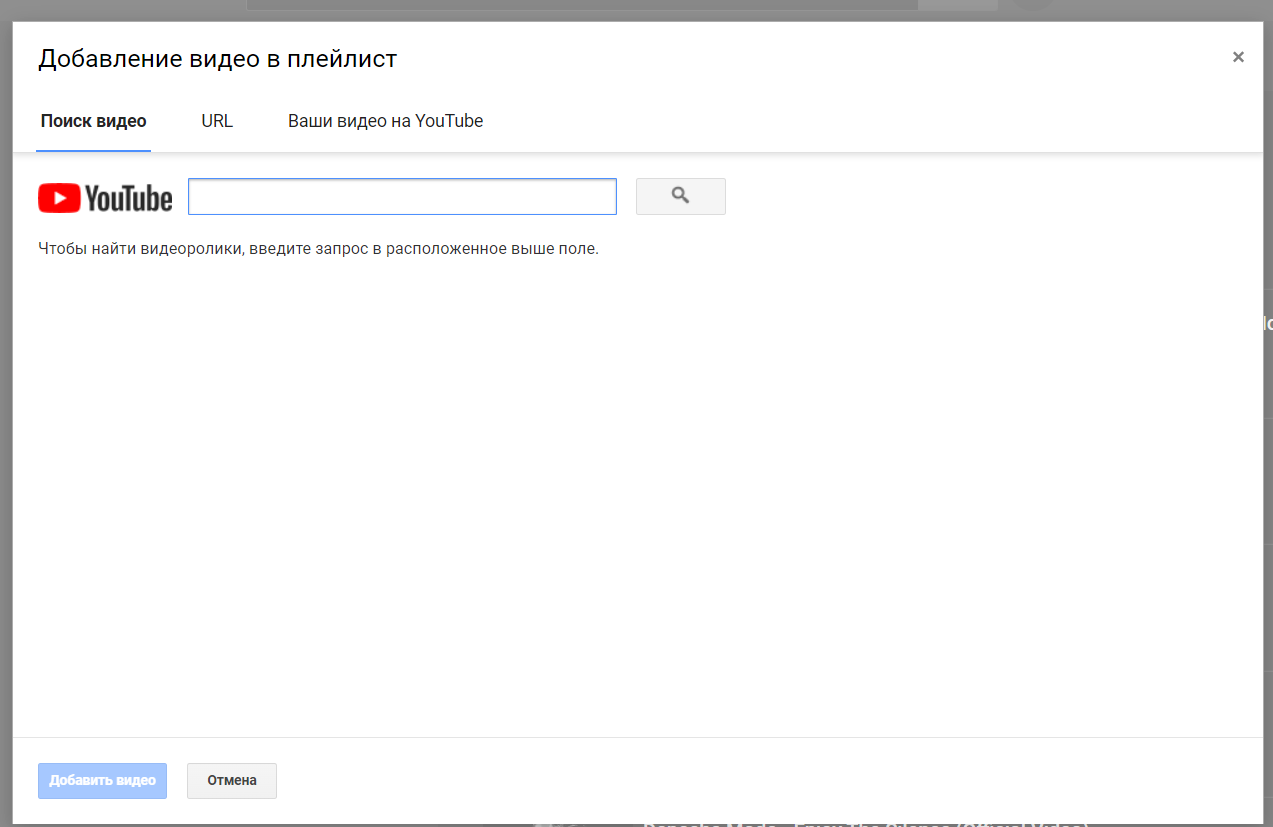 Добавление видео в плейлист
×
Поиск видео URL Ваши видео на YouTube
YouTube
Чтобы найти видеоролики, введите запрос в расположенное выше поле.
Добавить видео Отмена